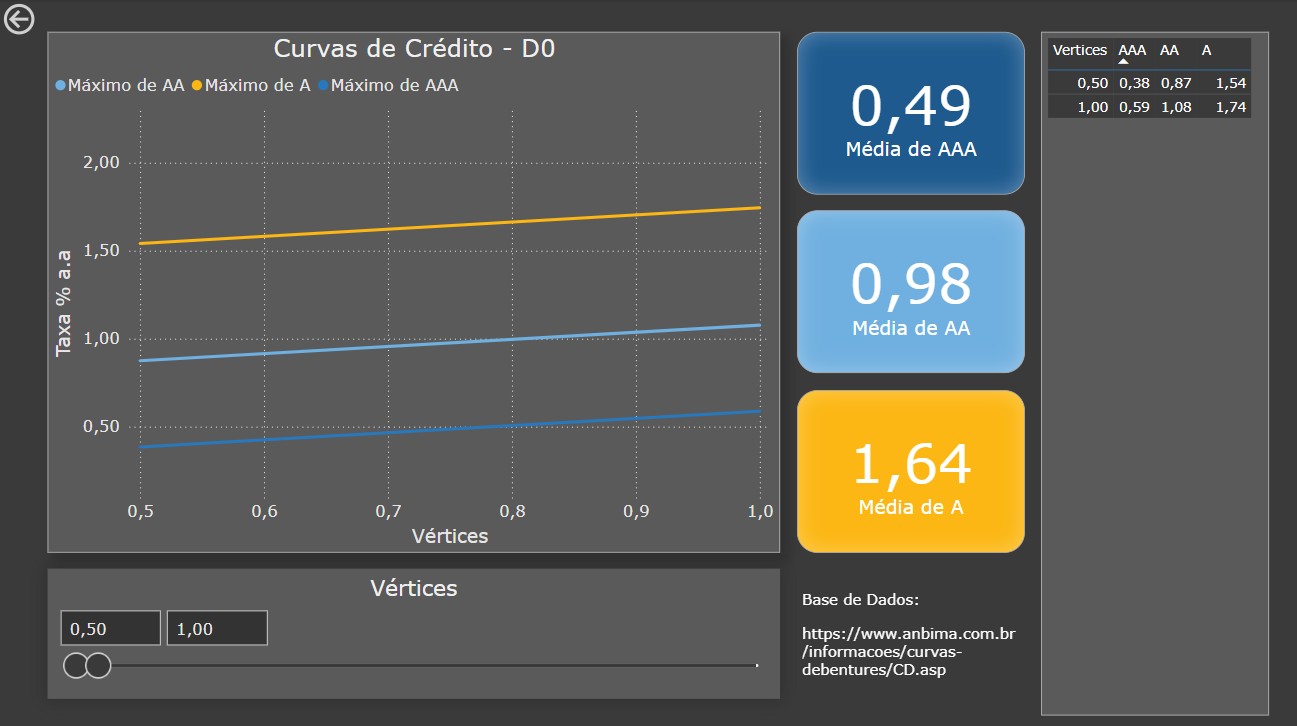 Curvas de Crédito - D0
Máximo de AA Máximo de A Máximo de AAA
Taxa % a.a
2,00
1,50
1,00
0,50
0,5 0,6 0,7 0,8 0,9 1,0
Vértices
0,49
Média de AAA
0,98
Média de AA
1,64
Média de A
Vertices AAA AA A
0,50 0,38 0,87 1,54
1,00 0,59 1,08 1,74
Vértices
0,50 1,00
Base de Dados:
https://www.anbima.com.br
/informacoes/curvas-
debentures/CD.asp